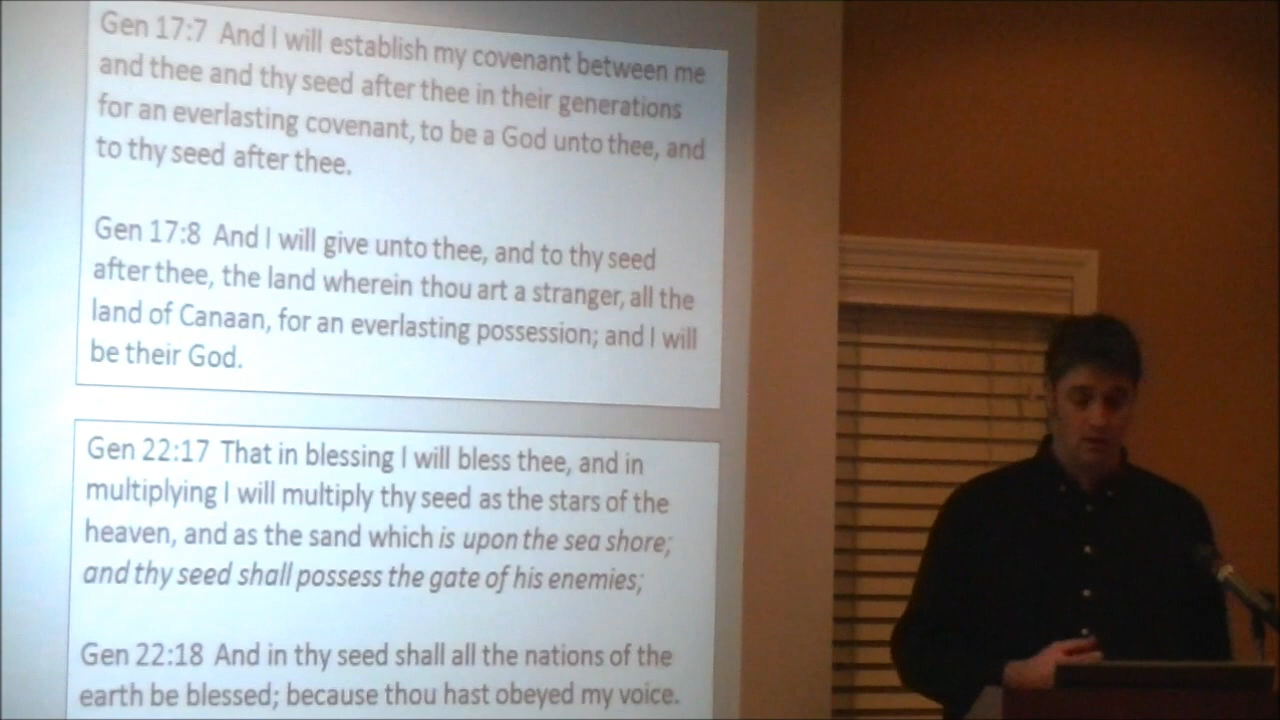 Gen 17:7 And I will establish my covenant between me
and thee and thy seed after thee in their generations
for an everlasting covenant, to be a God unto thee, and
to thy seed after thee.
Gen 17:8 And I will give unto thee, and to thy seed
after thee, the land wherein thou art a stranger, all the
land of Canaan, for an everlasting possession; and I will
be their God.
Gen 22:17 That in blessing I will bless thee, and in
multiplying I will multiply thy seed as the stars of the
heaven, and as the sand which is upon the sea shore;
and thy seed shall possess the gate of his enemies;
Gen 22:18 And in thy seed shall all the nations of the
earth be blessed; because thou hast obeyed my voice.